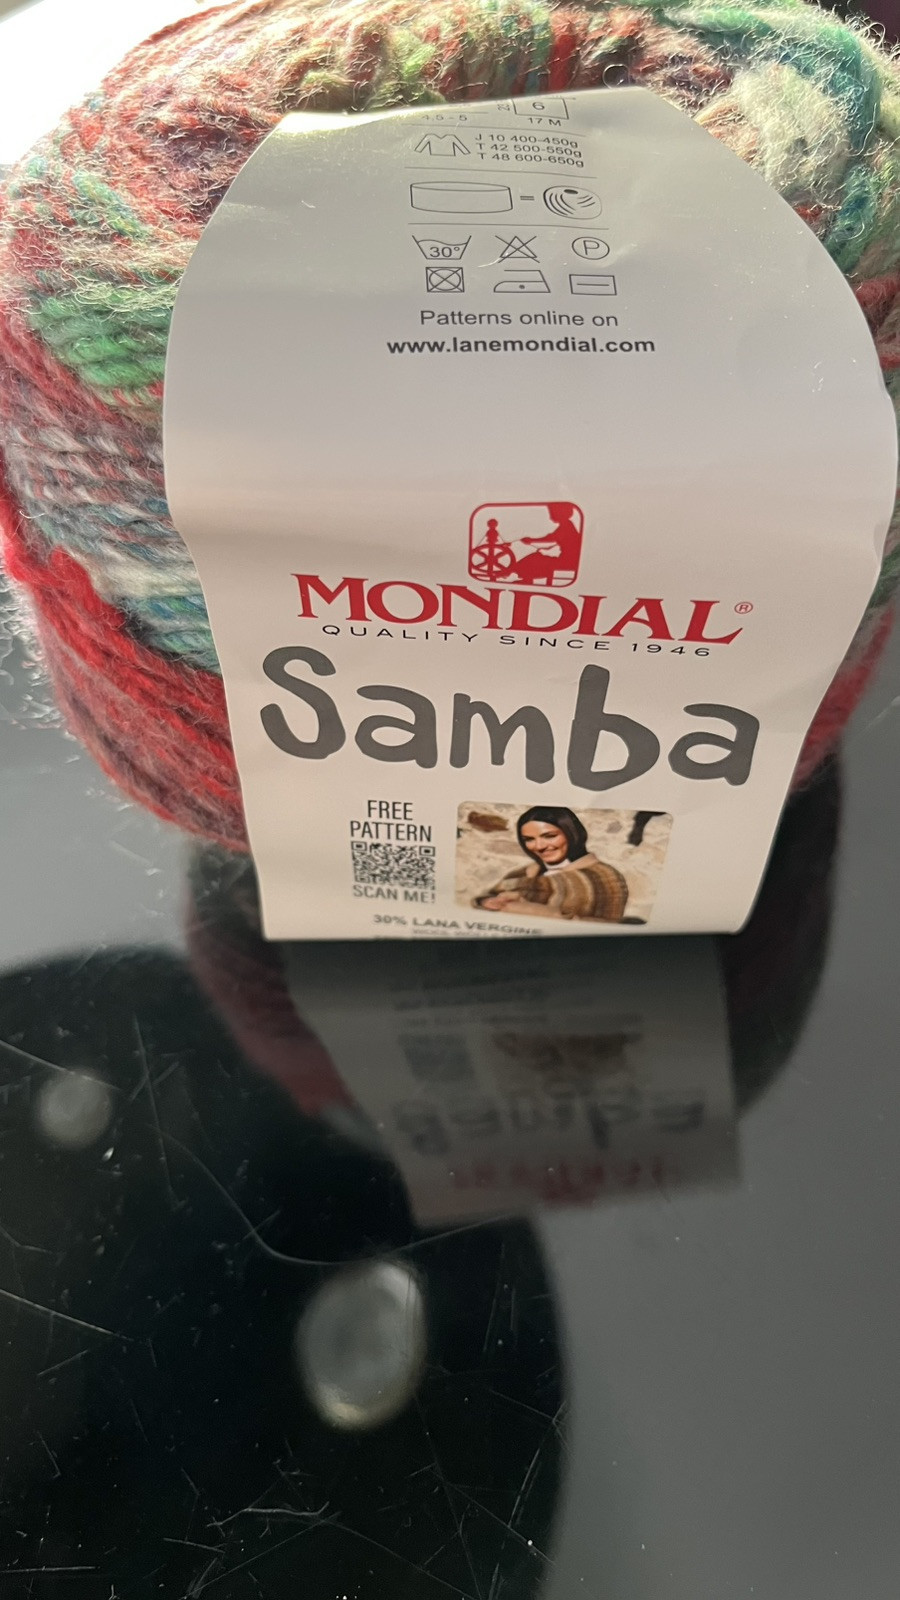 6
4,5 - 5
17 M
J 10 400-450g
T 42 500-550g
T 48 600-650g
=
30°
P
Patterns online on
www.lanemondial.com
MONDIAL®
QUALITY SINCE 1946
Samba
FREE
PATTERN
SCAN ME!
30% LANA VERGINE